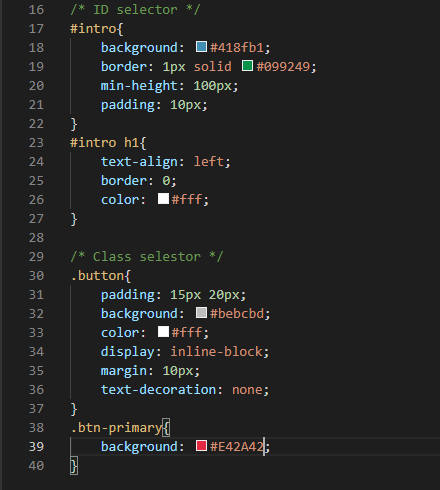 16 /* ID selector */
17 #intro{
18     background: #418fb1;
19     border: 1px solid #099249;
20     min-height: 100px;
21     padding: 10px;
22 }
23 #intro h1{
24     text-align: left;
25     border: 0;
26     color: #fff;
27 }
28
29 /* Class selestor */
30 .button{
31     padding: 15px 20px;
32     background: #bebcbd;
33     color: #fff;
34     display: inline-block;
35     margin: 10px;
36     text-decoration: none;
37 }
38 .btn-primary{
39     background: #E42A42;
40 }